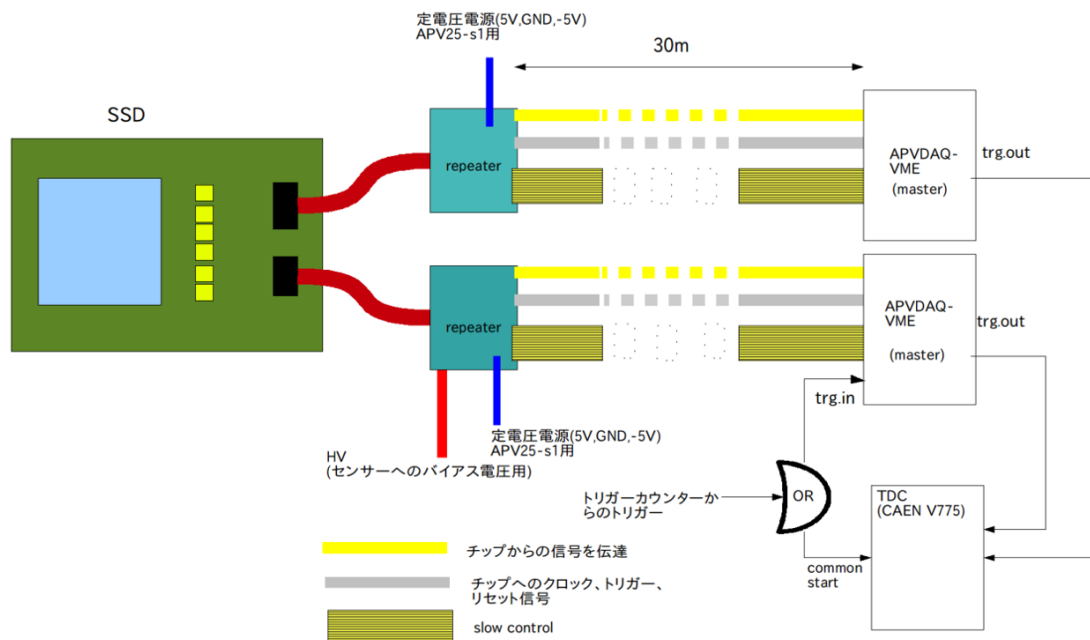 定電圧電源(5V,GND,-5V)
APV25-s1用
30m
SSD
repeater
APVDAQ-
VME
(master)
trg.out
repeater
APVDAQ-
VME
(master)
trg.out
trg.in
定電圧電源(5V,GND,-5V)
APV25-s1用
HV
(センサーへのバイアス電圧用)
トリガーカウンターか
らのトリガー
OR
TDC
(CAEN V775)
common
start
チップからの信号を伝達
チップへのクロック、トリガー、
リセット信号
slow control